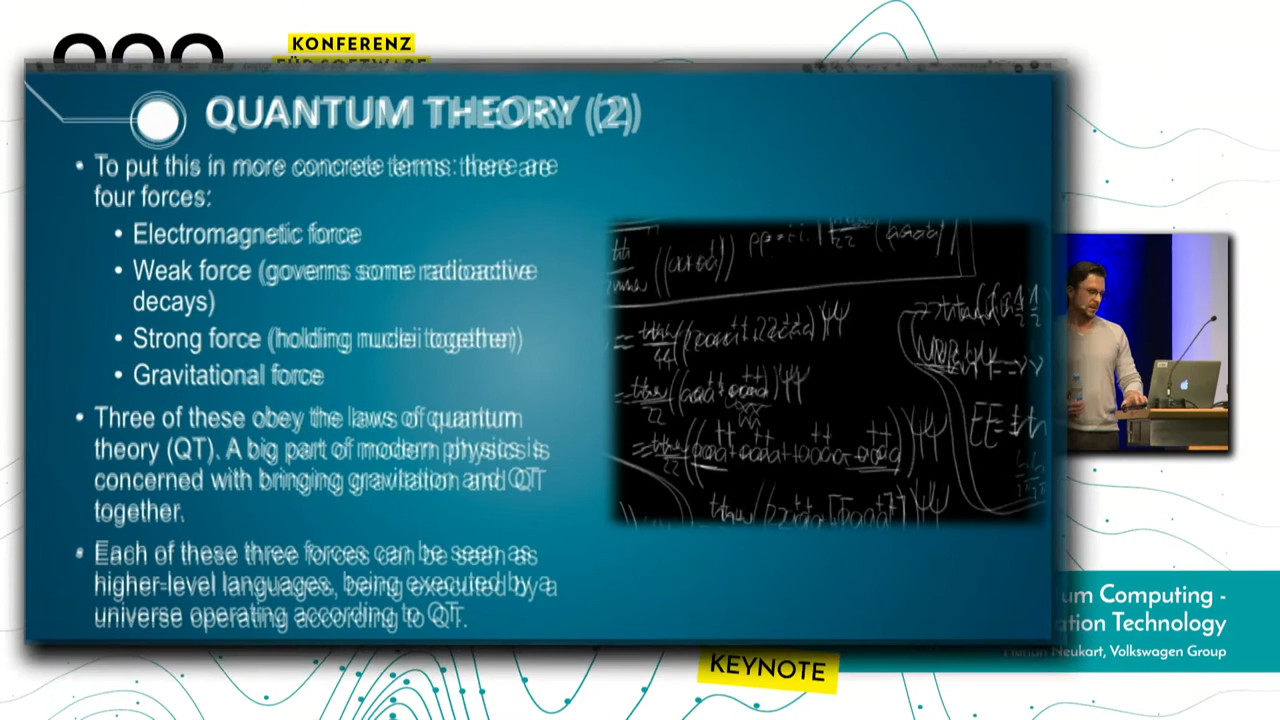 KONFERENZ
FÜR SOFTWARE
QUANTUM THEORY (2)
• To put this in more concrete terms: there are
four forces:
• Electromagnetic force
• Weak force (governs some radioactive
decays)
• Strong force (holding nuclei together)
• Gravitational force
• Three of these obey the laws of quantum
theory (QT). A big part of modern physics is
concerned with bringing gravitation and QT
together.
• Each of these three forces can be seen as
higher-level languages, being executed by a
universe operating according to QT.
um Computing -
ation Technology
Florian Neukart, Volkswagen Group
KEYNOTE